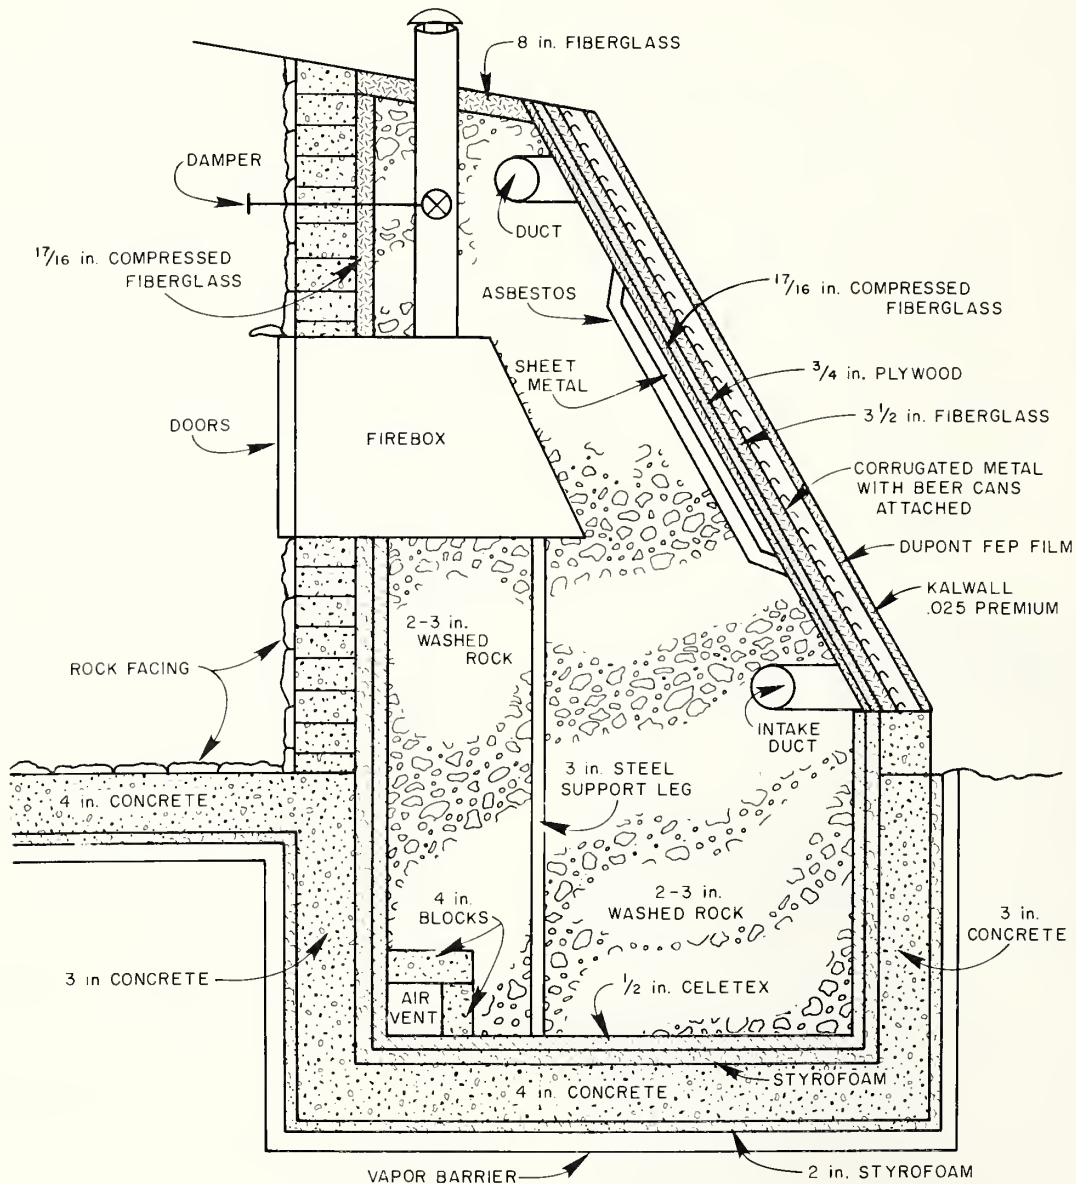 8 in. FIBERGLASS
DAMPER
DUCT
17/16 in. COMPRESSED
FIBERGLASS
ASBESTOS
17/16 in. COMPRESSED
FIBERGLASS
SHEET
METAL
3/4 in. PLYWOOD
3 1/2 in. FIBERGLASS
DOORS
FIREBOX
CORRUGATED METAL
WITH BEER CANS
ATTACHED
DUPONT FEP FILM
KALWALL
.025 PREMIUM
2-3 in.
WASHED
ROCK
ROCK FACING
INTAKE
DUCT
3 in. STEEL
SUPPORT LEG
4 in. CONCRETE
4 in.
BLOCKS
2-3 in.
WASHED ROCK
3 in.
CONCRETE
3 in CONCRETE
AIR
VENT
1/2 in. CELETEX
STYROFOAM
4 in. CONCRETE
VAPOR BARRIER
2 in. STYROFOAM